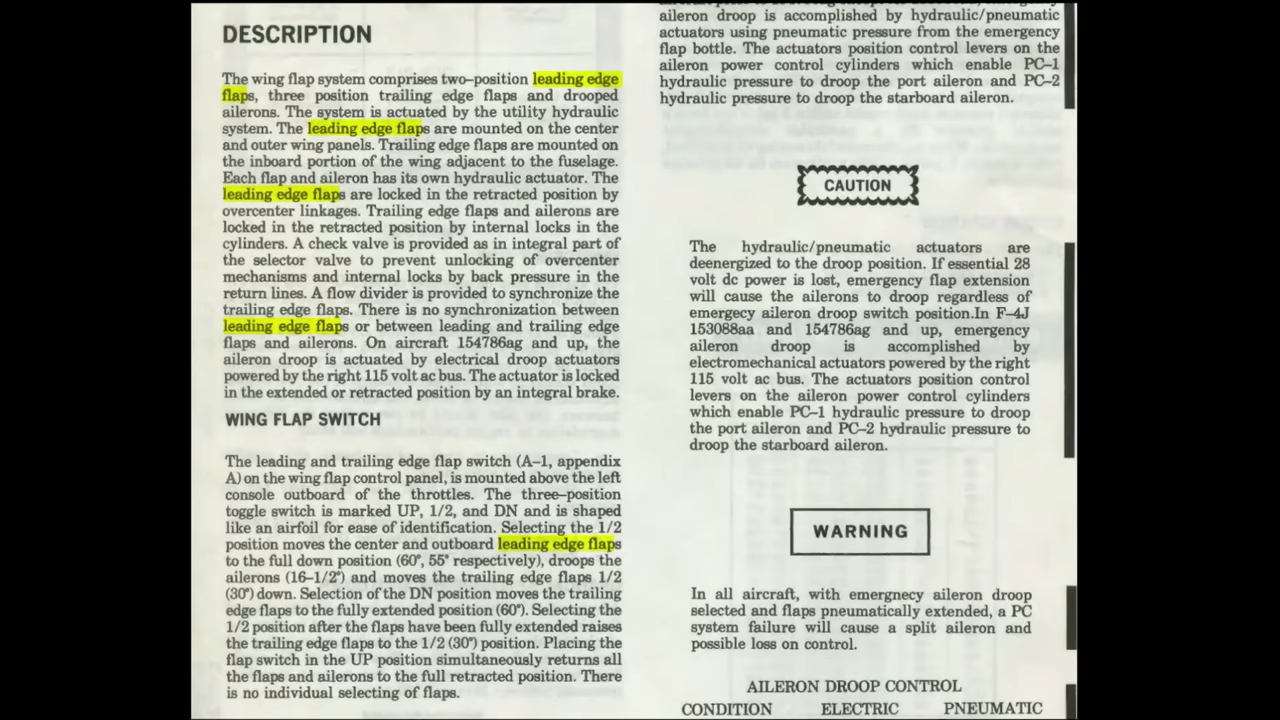 DESCRIPTION
The wing flap system comprises two–position leading edge
flaps, three position trailing edge flaps and drooped
ailerons. The system is actuated by the utility hydraulic
system. The leading edge flaps are mounted on the center
and outer wing panels. Trailing edge flaps are mounted on
the inboard portion of the wing adjacent to the fuselage.
Each flap and aileron has its own hydraulic actuator. The
leading edge flaps are locked in the retracted position by
overcenter linkages. Trailing edge flaps and ailerons are
locked in the retracted position by internal locks in the
cylinders. A check valve is provided as in integral part of
the selector valve to prevent unlocking of overcenter
mechanisms and internal locks by back pressure in the
return lines. A flow divider is provided to synchronize the
trailing edge flaps. There is no synchronization between
leading edge flaps or between leading and trailing edge
flaps and ailerons. On aircraft 154786ag and up, the
aileron droop is actuated by electrical droop actuators
powered by the right 115 volt ac bus. The actuator is locked
in the extended or retracted position by an integral brake.
WING FLAP SWITCH
The leading and trailing edge flap switch (A–1, appendix
A) on the wing flap control panel, is mounted above the left
console outboard of the throttles. The three–position
toggle switch is marked UP, 1/2, and DN and is shaped
like an airfoil for ease of identification. Selecting the 1/2
position moves the center and outboard leading edge flaps
to the full down position (60°, 55° respectively), droops the
ailerons (16–1/2°) and moves the trailing edge flaps 1/2
(30°) down. Selection of the DN position moves the trailing
edge flaps to the fully extended position (60°). Selecting the
1/2 position after the flaps have been fully extended raises
the trailing edge flaps to the 1/2 (30°) position. Placing the
flap switch in the UP position simultaneously returns all
the flaps and ailerons to the full retracted position. There
is no individual selecting of flaps.
aileron droop is accomplished by hydraulic/pneumatic
actuators using pneumatic pressure from the emergency
flap bottle. The actuators position control levers on the
aileron power control cylinders which enable PC–1
hydraulic pressure to droop the port aileron and PC–2
hydraulic pressure to droop the starboard aileron.
CAUTION
The hydraulic/pneumatic actuators are
deenergized to the droop position. If essential 28
volt dc power is lost, emergency flap extension
will cause the ailerons to droop regardless of
emergecy aileron droop switch position.In F–4J
153088aa and 154786ag and up, emergency
aileron droop is accomplished by
electromechanical actuators powered by the right
115 volt ac bus. The actuators position control
levers on the aileron power control cylinders
which enable PC–1 hydraulic pressure to droop
the port aileron and PC–2 hydraulic pressure to
droop the starboard aileron.
WARNING
In all aircraft, with emergnecy aileron droop
selected and flaps pneumatically extended, a PC
system failure will cause a split aileron and
possible loss on control.
AILERON DROOP CONTROL
CONDITION ELECTRIC PNEUMATIC